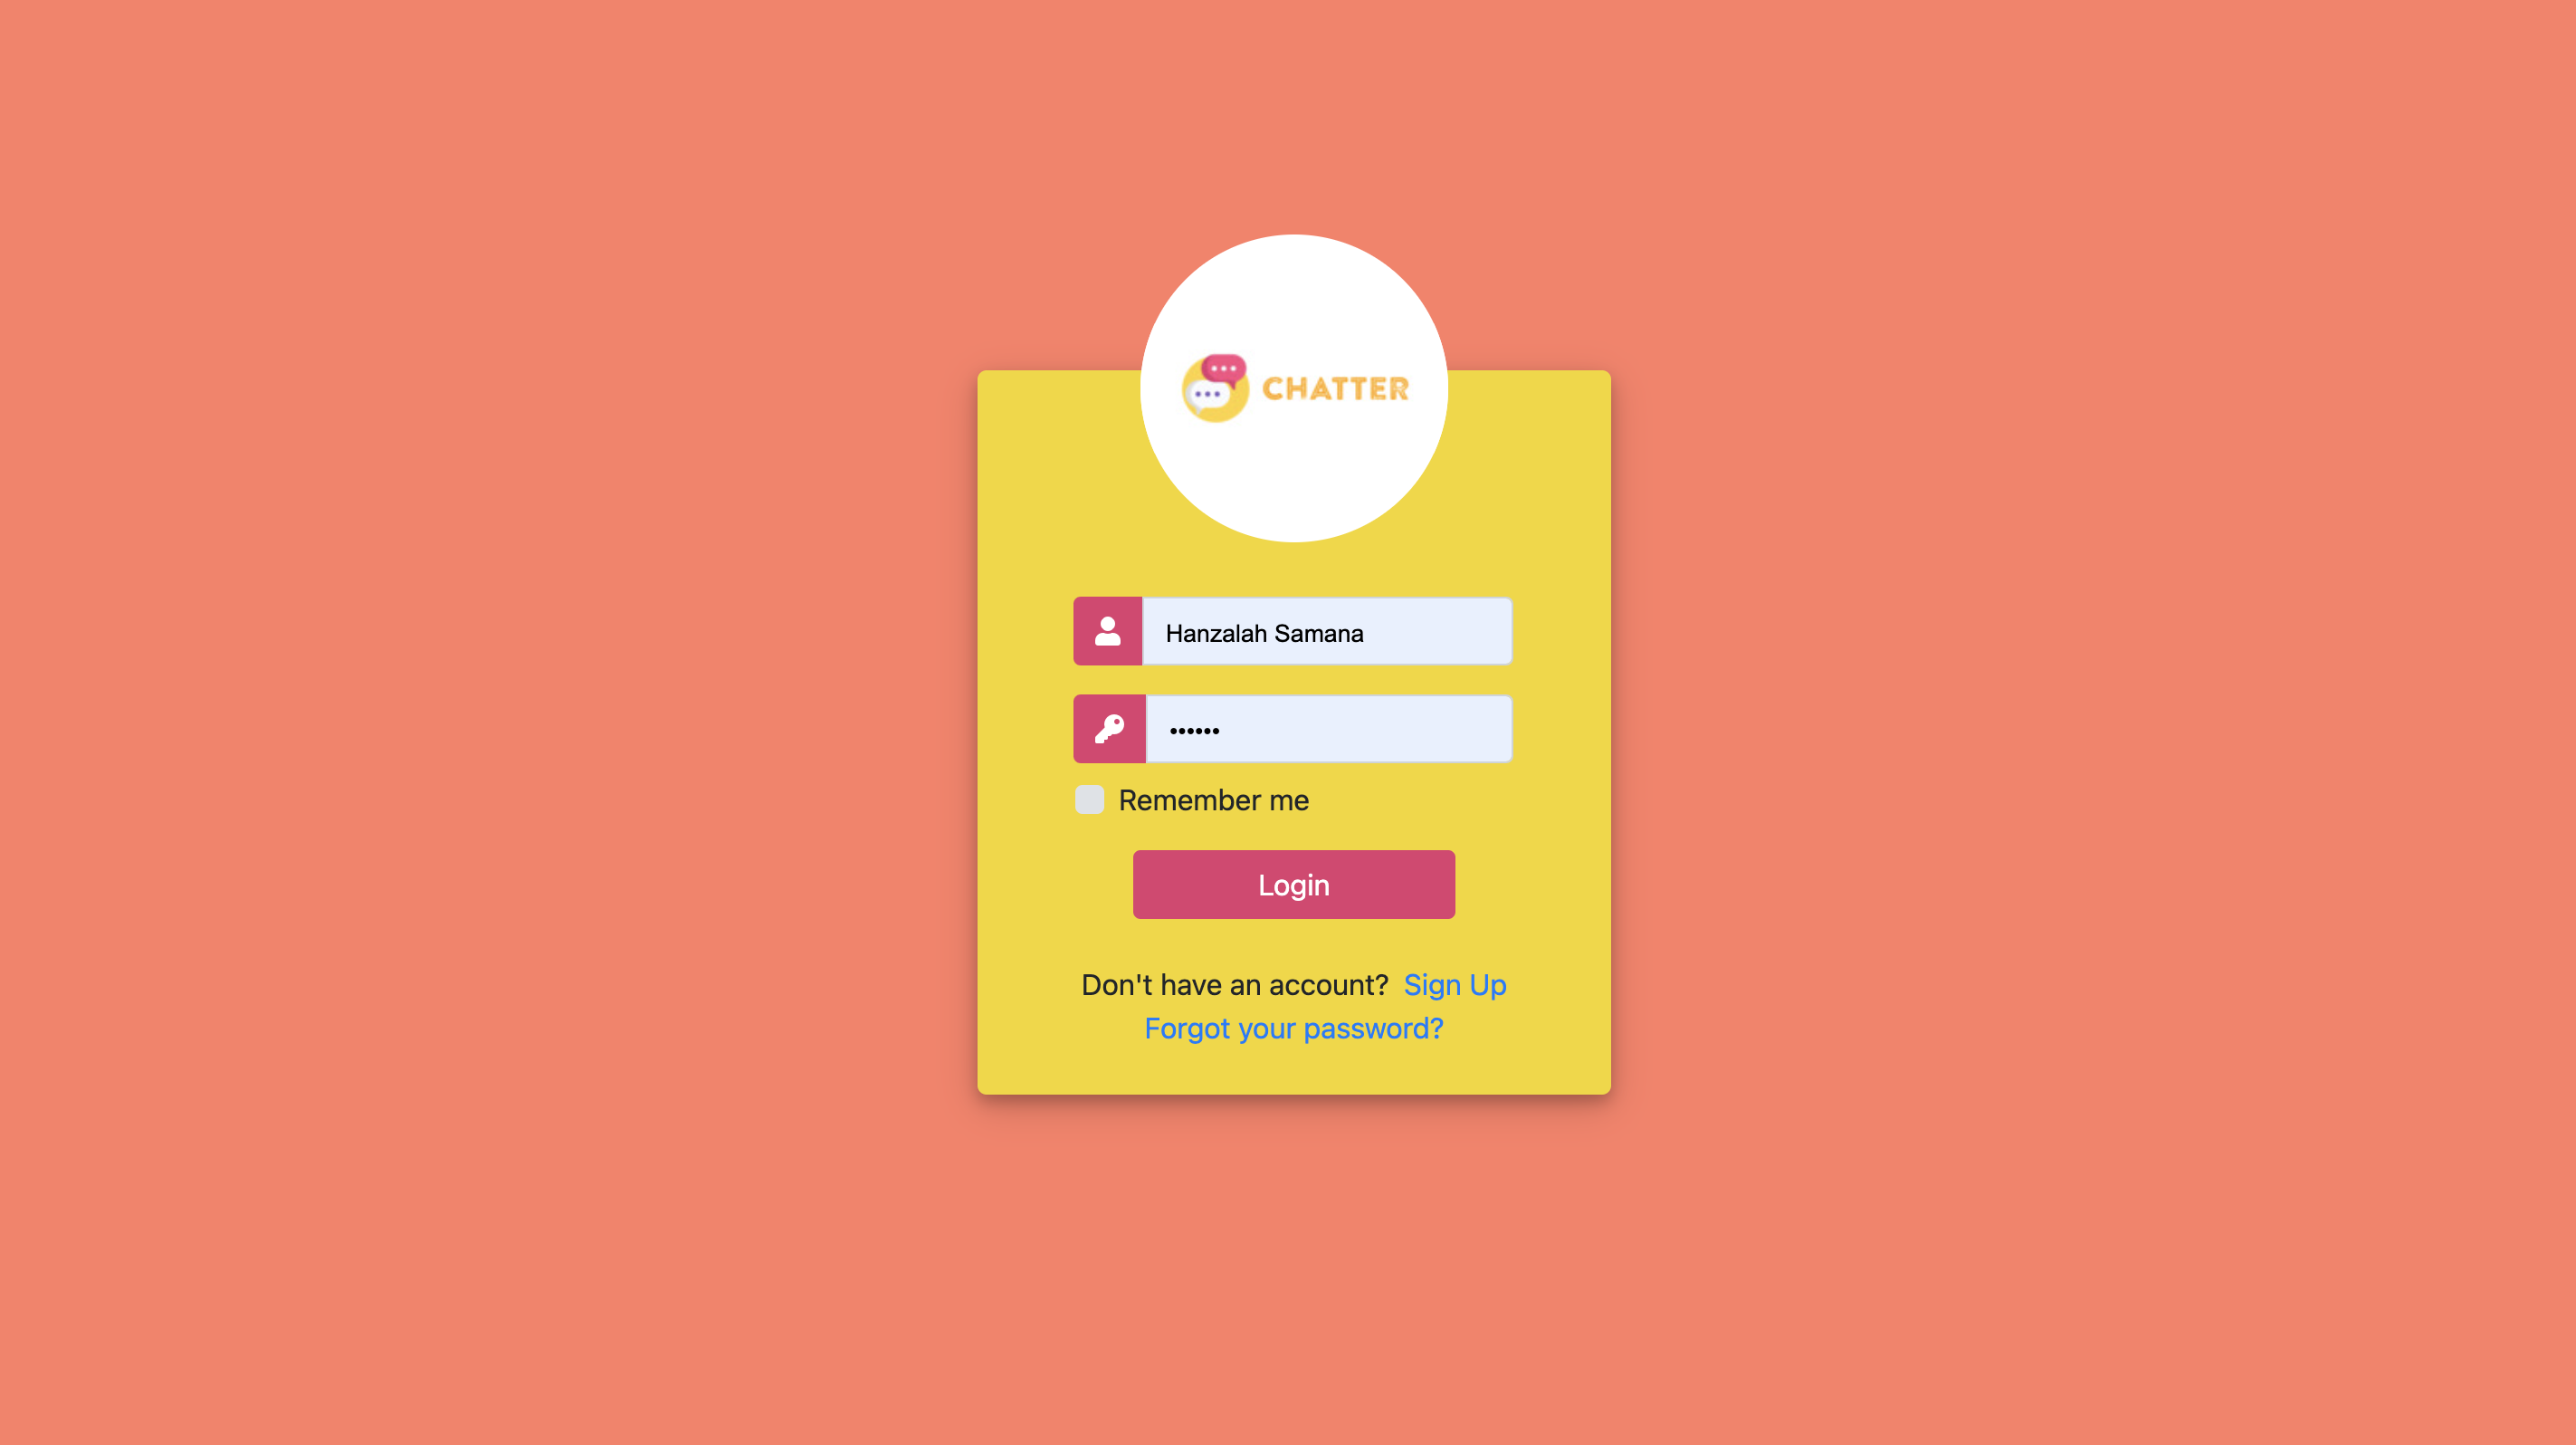 CHATTER
Hanzalah Samana
••••••
Remember me
Login
Don't have an account? Sign Up
Forgot your password?